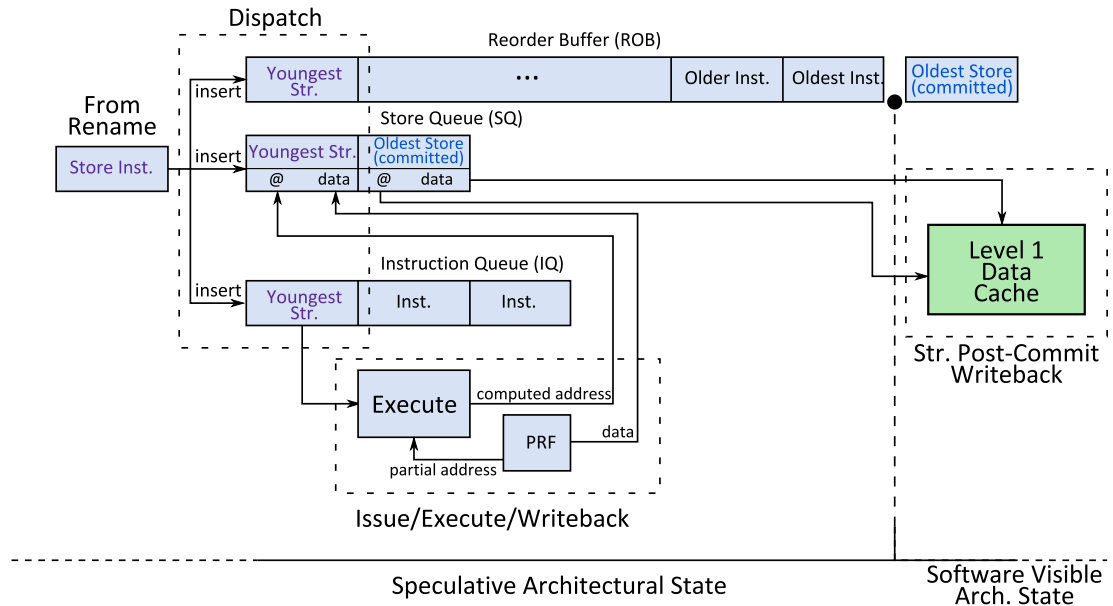 Dispatch
Reorder Buffer (ROB)
Youngest
Str.
...
Older Inst.
Oldest Inst.
Oldest Store
(committed)
insert
From
Rename
Store Inst.
Store Queue (SQ)
insert
Youngest Str.
Oldest Store
(committed)
@
data
@
data
Level 1
Data
Cache
Str. Post-Commit
Writeback
Instruction Queue (IQ)
insert
Youngest
Str.
Inst.
Inst.
Execute
computed address
PRF
data
partial address
Issue/Execute/Writeback
Speculative Architectural State
Software Visible
Arch. State